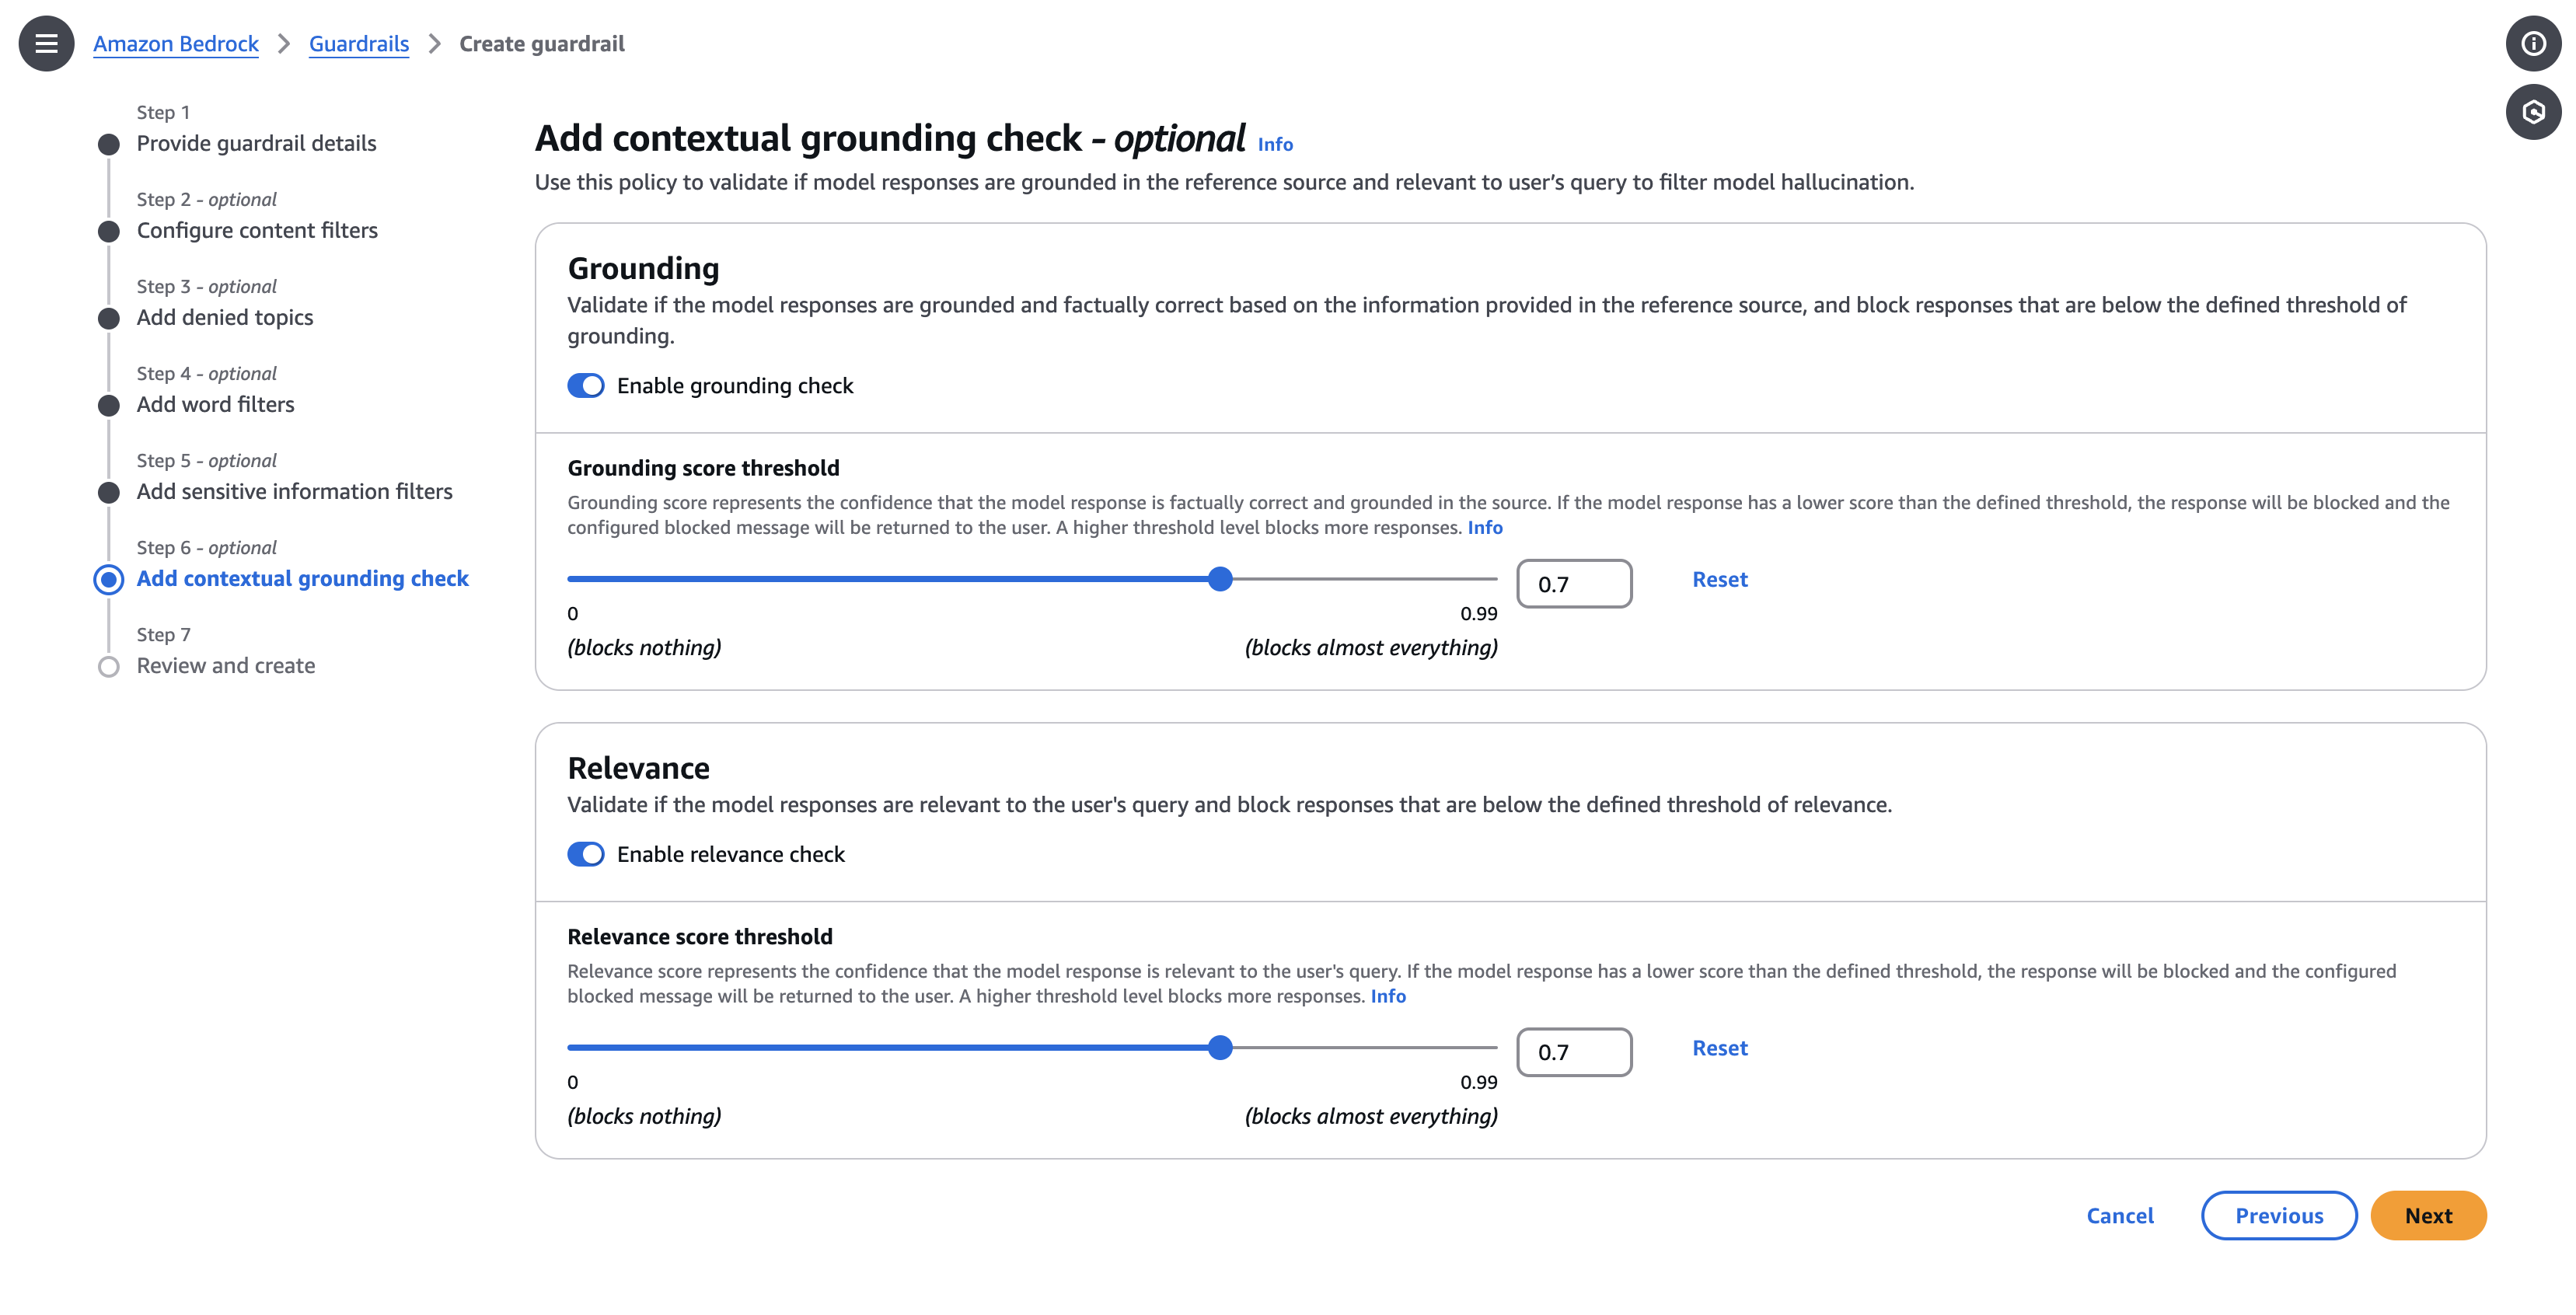 Amazon Bedrock > Guardrails > Create guardrail
Step 1
Provide guardrail details
Step 2 - optional
Configure content filters
Step 3 - optional
Add denied topics
Step 4 - optional
Add word filters
Step 5 - optional
Add sensitive information filters
Step 6 - optional
Add contextual grounding check
Step 7
Review and create
Add contextual grounding check - optional Info
Use this policy to validate if model responses are grounded in the reference source and relevant to user’s query to filter model hallucination.
Grounding
Validate if the model responses are grounded and factually correct based on the information provided in the reference source, and block responses that are below the defined threshold of
grounding.
Enable grounding check
Grounding score threshold
Grounding score represents the confidence that the model response is factually correct and grounded in the source. If the model response has a lower score than the defined threshold, the response will be blocked and the
configured blocked message will be returned to the user. A higher threshold level blocks more responses. Info
0.7 Reset
0 0.99
(blocks nothing) (blocks almost everything)
Relevance
Validate if the model responses are relevant to the user's query and block responses that are below the defined threshold of relevance.
Enable relevance check
Relevance score threshold
Relevance score represents the confidence that the model response is relevant to the user's query. If the model response has a lower score than the defined threshold, the response will be blocked and the configured
blocked message will be returned to the user. A higher threshold level blocks more responses. Info
0.7 Reset
0 0.99
(blocks nothing) (blocks almost everything)
Cancel Previous Next